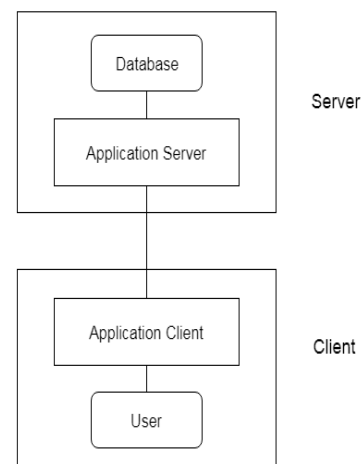 Database
Server
Application Server
Application Client
Client
User